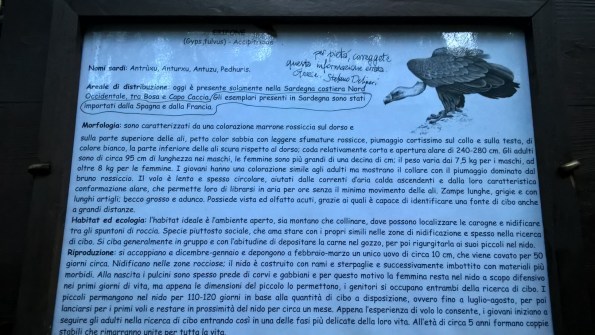 GRIFONE
(Gyps fulvus) - Accipitridae
Nomi sardi: Antrùxu, Anturxu, Antuzu, Pedhuris.
per pietà, correggete
questa informazione errata.
Grazie. Stefano
Areale di distribuzione: oggi è presente solamente nella Sardegna costiera Nord
Occidentale, tra Bosa e Capo Caccia. Gli esemplari presenti in Sardegna sono stati
importati dalla Spagna e dalla Francia.
Morfologia: sono caratterizzati da una colorazione marrone rossiccia sul dorso e
sulla parte superiore delle ali, petto color sabbia con leggere sfumature rossicce, piumaggio cortissimo sul collo e sulla testa, di
colore bianco, la parte inferiore delle ali scura rispetto al dorso; coda relativamente corta e apertura alare di 240-280 cm. Gli adulti
sono di circa 95 cm di lunghezza nei maschi, le femmine sono più grandi di una decina di cm; il peso varia dai 7,5 kg per i maschi, ad
oltre 8 kg per le femmine. I giovani hanno una colorazione simile agli adulti ma mostrano il collare con il piumaggio dominato dal
bruno rossiccio. Il volo è lento e spesso circolare, aiutati dalle correnti d'aria calda ascendenti e dalla loro caratteristica
conformazione alare, che permette loro di librarsi in aria per ore senza il minimo movimento delle ali. Zampe lunghe, grigie e con
lunghi artigli; becco grosso e adunco. Possiede vista ed olfatto acuti, grazie ai quali è capace di identificare una fonte di cibo anche
a grandi distanze.
Habitat ed ecologia: l'habitat ideale è l'ambiente aperto, sia montano che collinare, dove possano localizzare le carogne e nidificare
tra gli spuntoni di roccia. Specie piuttosto sociale, che ama stare con i propri simili nelle zone di nidificazione e spesso nella ricerca
di cibo. Si ciba generalmente in gruppo e con l'abitudine di depositare la carne nel gozzo, per poi rigurgitarla ai suoi piccoli nel nido.
Riproduzione: si accoppiano a dicembre-gennaio e depongono a febbraio-marzo un unico uovo di circa 10 cm, che viene covato per 50
giorni circa. Nidificano nelle zone rocciose; il nido è costruito con rami e sterpaglie e successivamente imbottito con materiali più
morbidi. Alla nascita i pulcini sono spesso prede di corvi e gabbiani e per questo motivo la femmina resta nel nido a scopo difensivo
nei primi giorni di vita, ma appena le dimensioni del piccolo lo permettono, i genitori si occupano entrambi della ricerca di cibo. I
piccoli permangono nel nido per 110-120 giorni in base alla quantità di cibo a disposizione, ovvero fino a luglio-agosto, per poi
lanciarsi per i primi voli e restare in prossimità del nido per circa un mese. Appena l'esperienza di volo lo consente, i giovani iniziano a
seguire gli adulti nella ricerca di cibo entrando così in una delle fasi più delicate della loro vita. All'età di circa 5 anni formano coppie
stabili che rimarranno unite per tutta la vita.